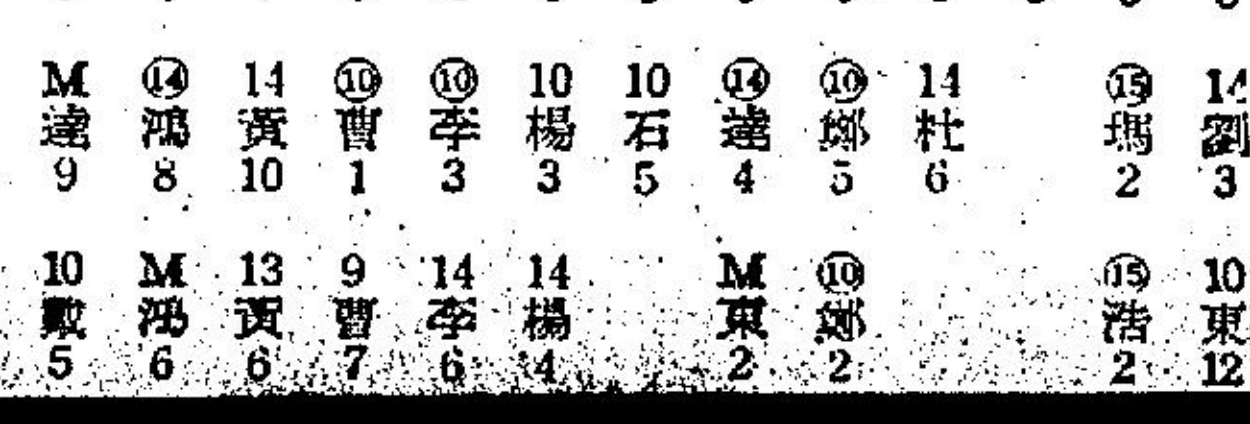 M ⑭ 14 ⑩ ⑩ 10 10 ⑭ ⑩ 14 ⑮ 14
達 鴻 黃 曹 李 楊 石 達 鄭 杜 瑪 劉
9 8 10 1 3 3 5 4 5 6 2 3
10 M 13 9 14 14 M ⑩ ⑮ 10
戴 鴻 黃 曹 李 楊 東 鄭 浩 東
5 6 6 7 6 4 2 2 2 12